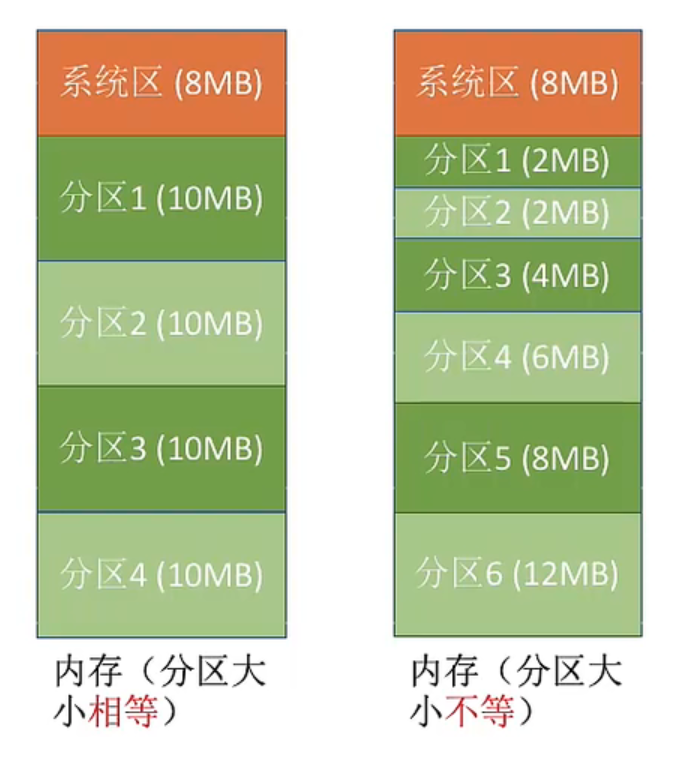 系统区 (8MB)
分区1 (10MB)
分区2 (10MB)
分区3 (10MB)
分区4 (10MB)
内存（分区大
小相等）
系统区 (8MB)
分区1 (2MB)
分区2 (2MB)
分区3 (4MB)
分区4 (6MB)
分区5 (8MB)
分区6 (12MB)
内存（分区大
小不等）